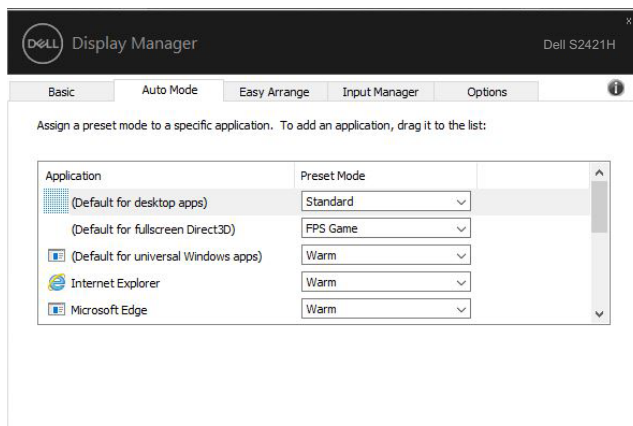 DELL Display Manager
Dell S2421H
Basic Auto Mode Easy Arrange Input Manager Options
Assign a preset mode to a specific application. To add an application, drag it to the list:
Application Preset Mode
(Default for desktop apps) Standard
(Default for fullscreen Direct3D) FPS Game
(Default for universal Windows apps) Warm
Internet Explorer Warm
Microsoft Edge Warm